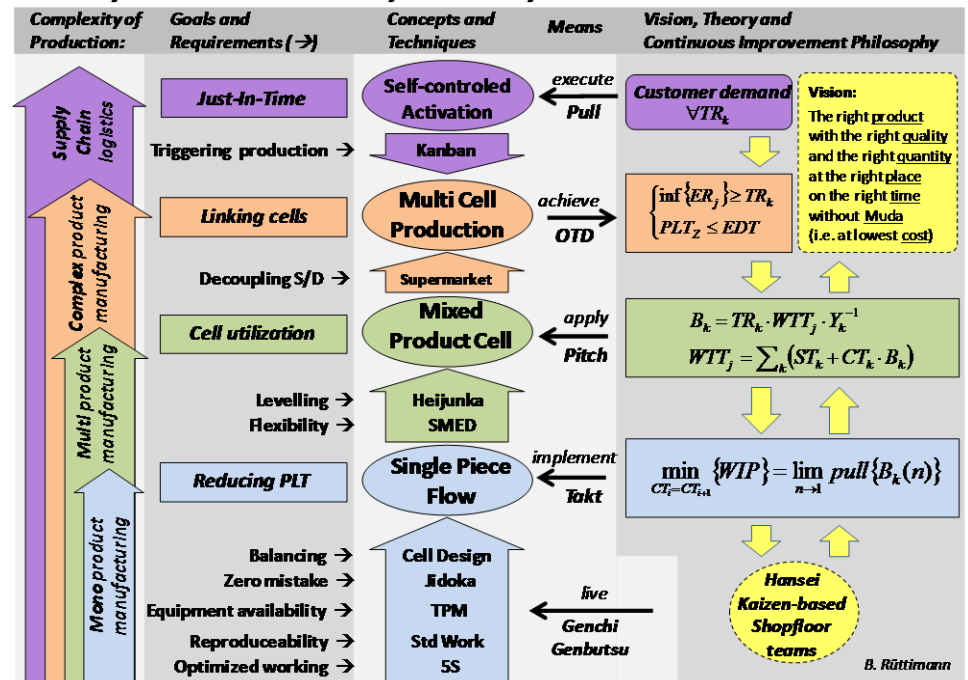 Complexity of
Production:
Goals and
Requirements (→)
Concepts and
Techniques
Means
Vision, Theory and
Continuous Improvement Philosophy
Supply
Chain
logistics
Complex product
manufacturing
Multi product
manufacturing
Mono product
manufacturing
Just-In-Time
Self-controled
Activation
execute
Pull
Customer demand
∀TR_k
Vision:
The right product
with the right quality
and the right quantity
at the right place
on the right time
without Muda
(i.e. at lowest cost)
Triggering production →
Kanban
Linking cells
Multi Cell
Production
achieve
OTD
inf{ER_j} ≥ TR_k
PLT_Z ≤ EDT
Decoupling S/D →
Supermarket
Cell utilization
Mixed
Product Cell
apply
Pitch
B_k = TR_k · WTT_j · Y_k^-1
WTT_j = ∑_k (ST_k + CT_k · B_k)
Levelling →
Heijunka
Flexibility →
SMED
Reducing PLT
Single Piece
Flow
implement
Takt
min {WIP} = lim pull{B_k(n)}
CT_i=CT_i+1 n→1
Balancing →
Cell Design
Zero mistake →
Jidoka
Equipment availability →
TPM
Reproduceability →
Std Work
Optimized working →
5S
live
Genchi
Genbutsu
Hansei
Kaizen-based
Shopfloor
teams
B. Rüttimann